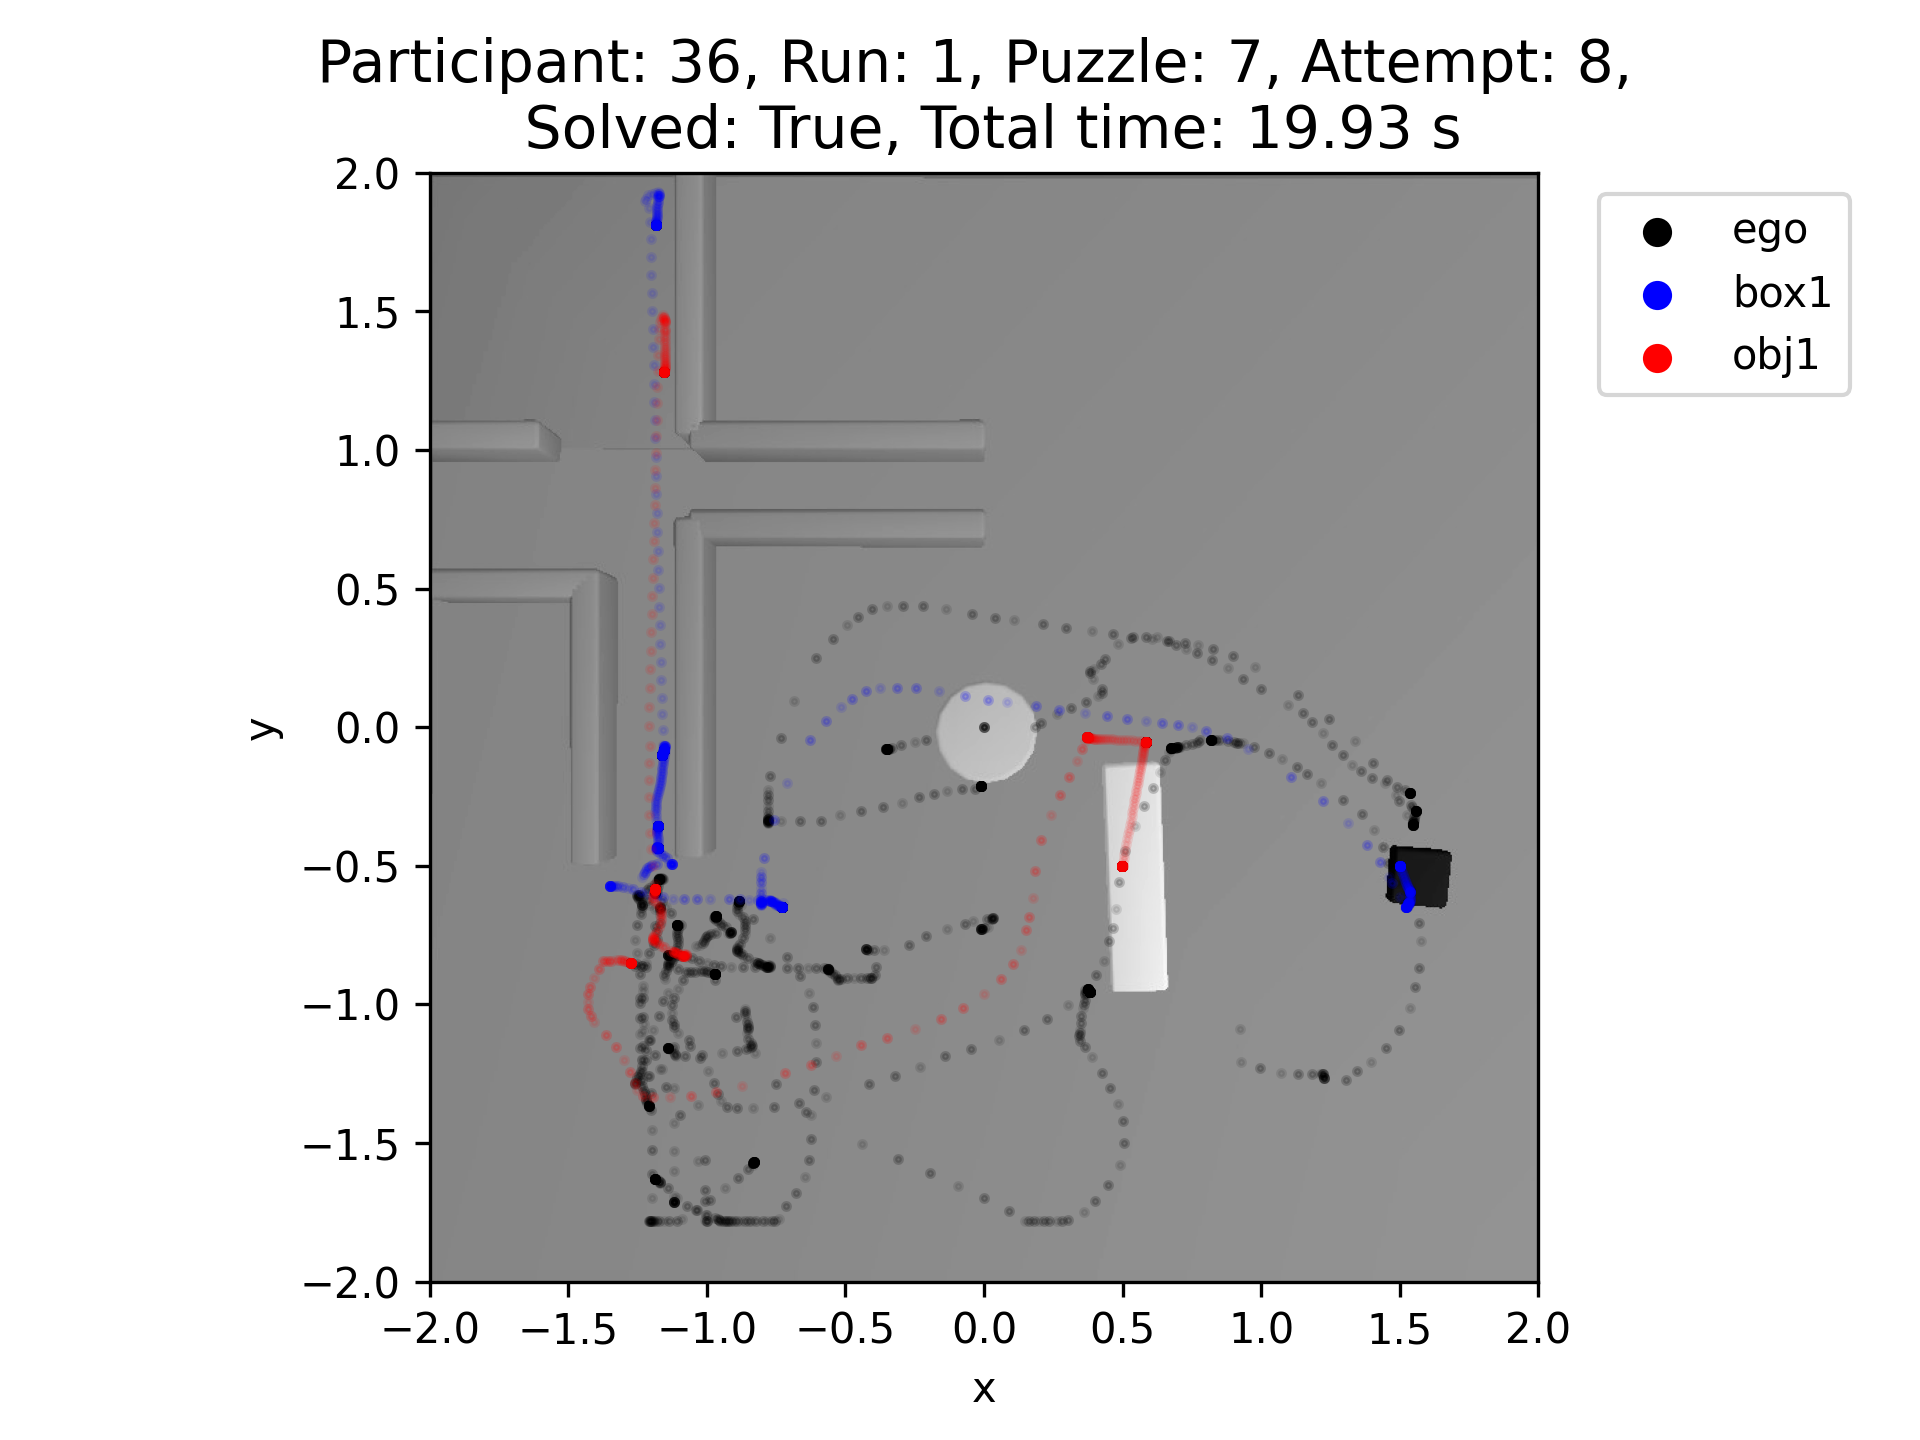 Participant: 36, Run: 1, Puzzle: 7, Attempt: 8,
Solved: True, Total time: 19.93 s
2.0
1.5
1.0
0.5
0.0
−0.5
−1.0
−1.5
−2.0
y
−2.0 −1.5 −1.0 −0.5 0.0 0.5 1.0 1.5 2.0
x
ego
box1
obj1